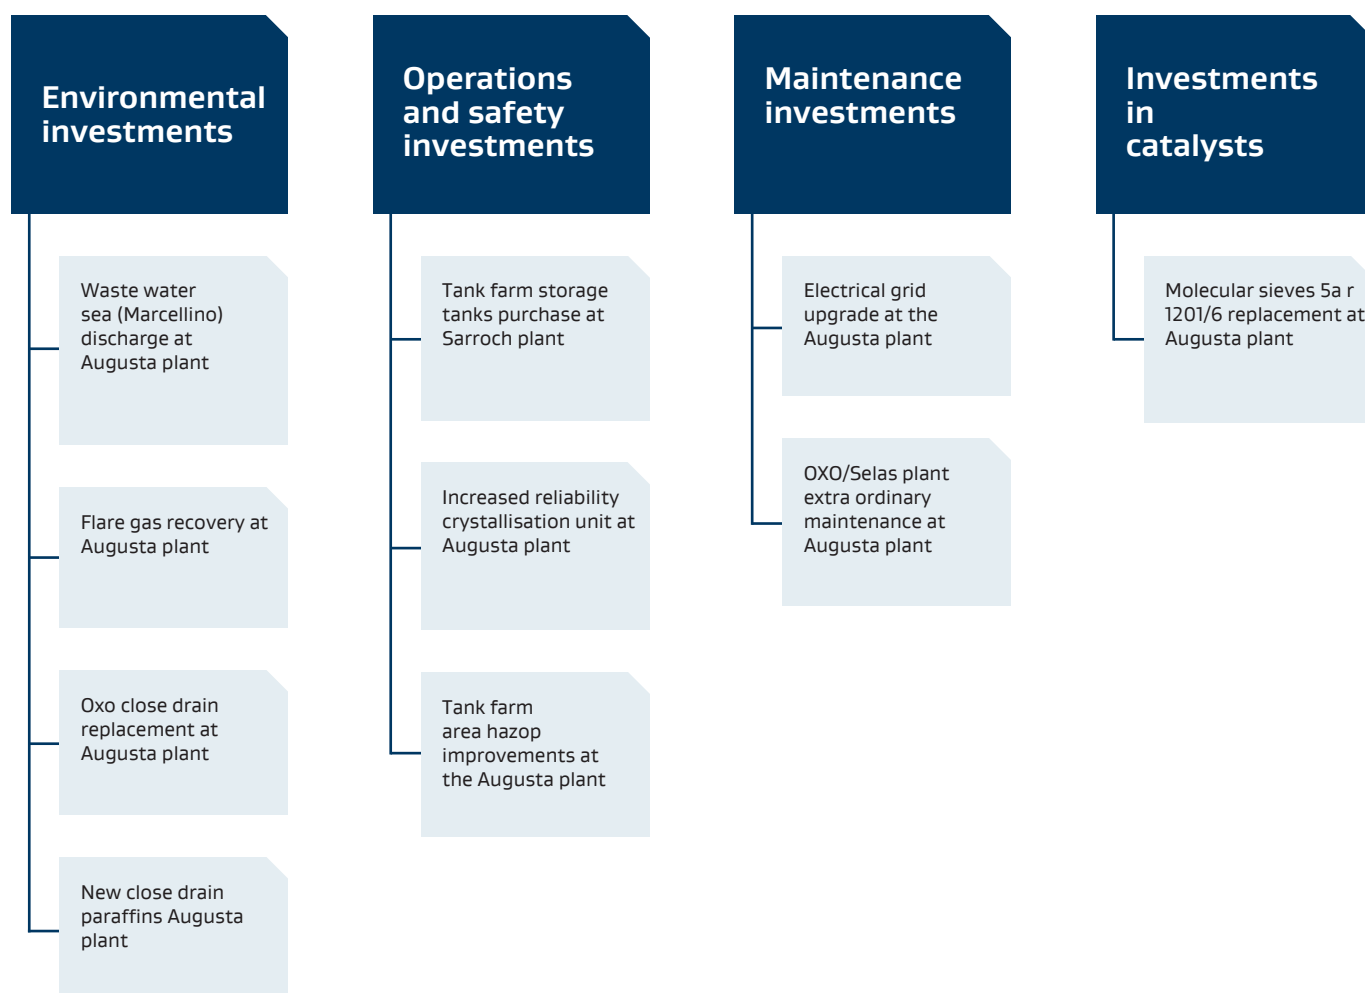 Environmental
investments
Waste water
sea (Marcellino)
discharge at
Augusta plant
Flare gas recovery at
Augusta plant
Oxo close drain
replacement at
Augusta plant
New close drain
paraffins Augusta
plant
Operations
and safety
investments
Tank farm storage
tanks purchase at
Sarroch plant
Increased reliability
crystallisation unit at
Augusta plant
Tank farm
area hazop
improvements at
the Augusta plant
Maintenance
investments
Electrical grid
upgrade at the
Augusta plant
OXO/Selas plant
extra ordinary
maintenance at
Augusta plant
Investments
in
catalysts
Molecular sieves 5a r
1201/6 replacement at
Augusta plant